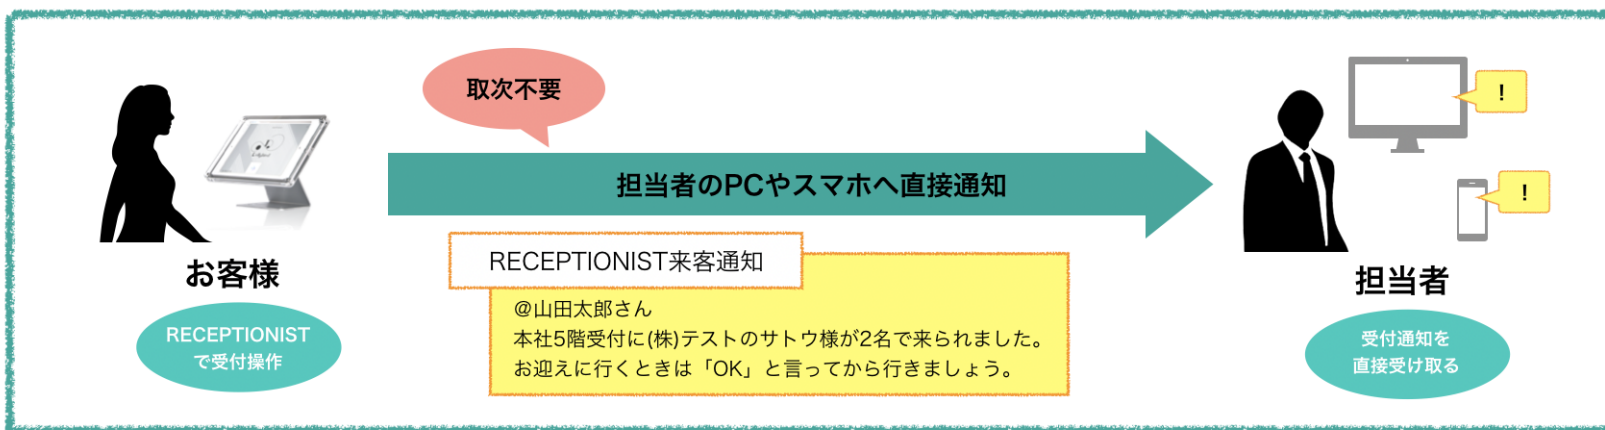 取次不要
!
担当者のPCやスマホへ直接通知
!
お客様
RECEPTIONIST
で受付操作
RECEPTIONIST来客通知
@山田太郎さん
本社5階受付に(株)テストのサトウ様が2名で来られました。
お迎えに行くときは「OK」と言ってから行きましょう。
担当者
受付通知を
直接受け取る